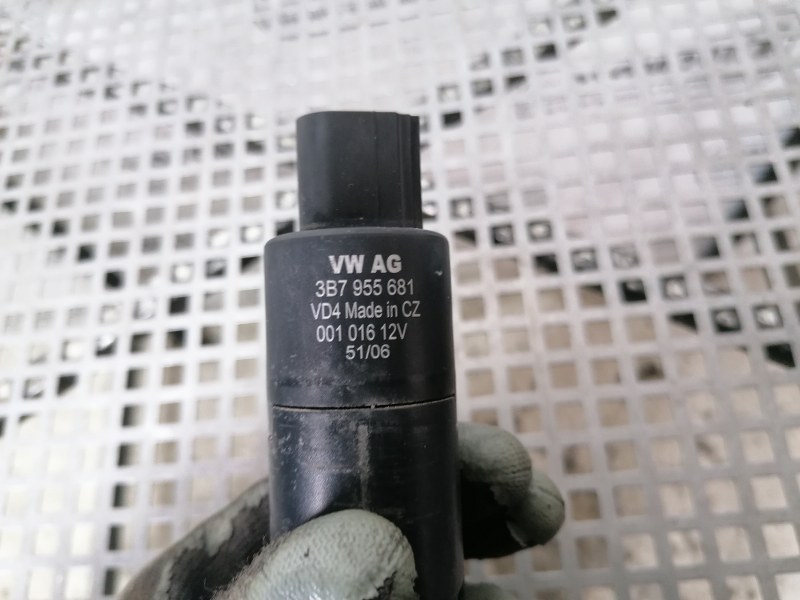 VW AG
3B7 955 681
VD4 Made in CZ
001 016 12V
51/06